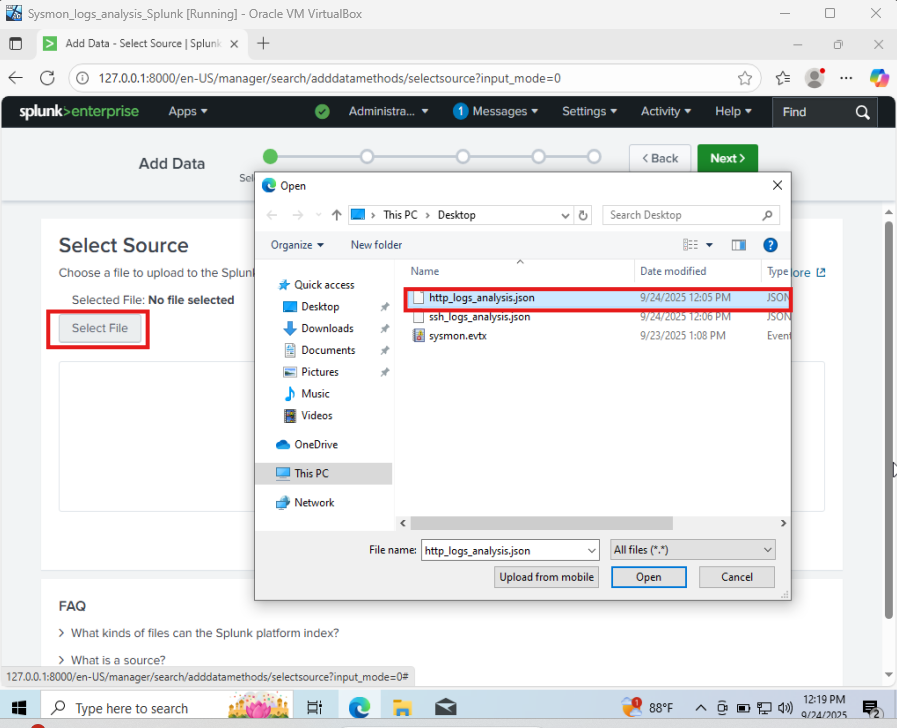 Sysmon_logs_analysis_Splunk [Running] - Oracle VM VirtualBox
Add Data - Select Source | Splunk
127.0.0.1:8000/en-US/manager/search/adddatamethods/selectsource?input_mode=0
splunk>enterprise Apps Administra... 1 Messages Settings Activity Help Find
Add Data < Back Next >
Open
This PC > Desktop Search Desktop
Organize New folder
Select Source
Choose a file to upload to the Splun
Selected File: No file selected
Select File
Quick access
Desktop
Downloads
Documents
Pictures
Music
Videos
OneDrive
This PC
Network
Name Date modified Type
http_logs_analysis.json 9/24/2025 12:05 PM JSON
ssh_logs_analysis.json 9/24/2025 12:06 PM JSON
sysmon.evtx 9/23/2025 1:08 PM Event
File name: http_logs_analysis.json All files (*.*)
Upload from mobile Open Cancel
FAQ
What kinds of files can the Splunk platform index?
What is a source?
127.0.0.1:8000/en-US/manager/search/adddatamethods/selectsource?input_mode=0#
Type here to search 88°F 12:19 PM
9/24/2025 2